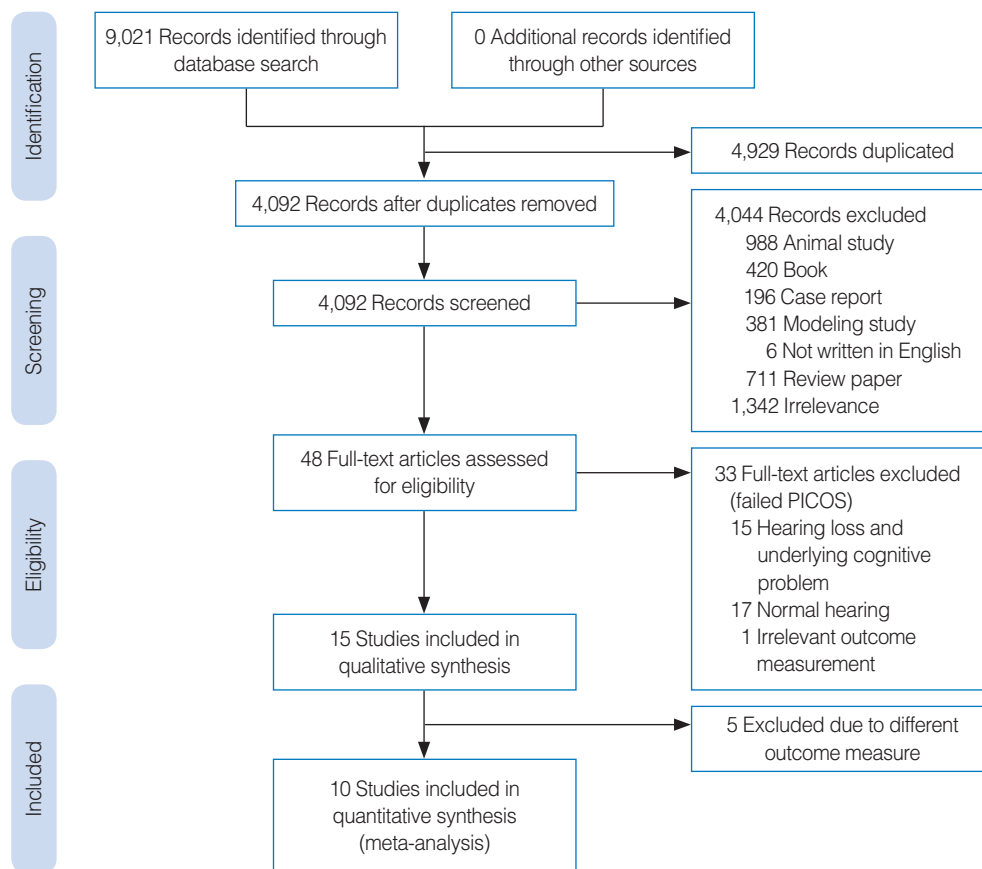 Identification
9,021 Records identified through
database search
0 Additional records identified
through other sources
4,929 Records duplicated
4,092 Records after duplicates removed
Screening
4,092 Records screened
4,044 Records excluded
988 Animal study
420 Book
196 Case report
381 Modeling study
6 Not written in English
711 Review paper
1,342 Irrelevance
Eligibility
48 Full-text articles assessed
for eligibility
33 Full-text articles excluded
(failed PICOS)
15 Hearing loss and
underlying cognitive
problem
17 Normal hearing
1 Irrelevant outcome
measurement
15 Studies included in
qualitative synthesis
Included
5 Excluded due to different
outcome measure
10 Studies included in
quantitative synthesis
(meta-analysis)